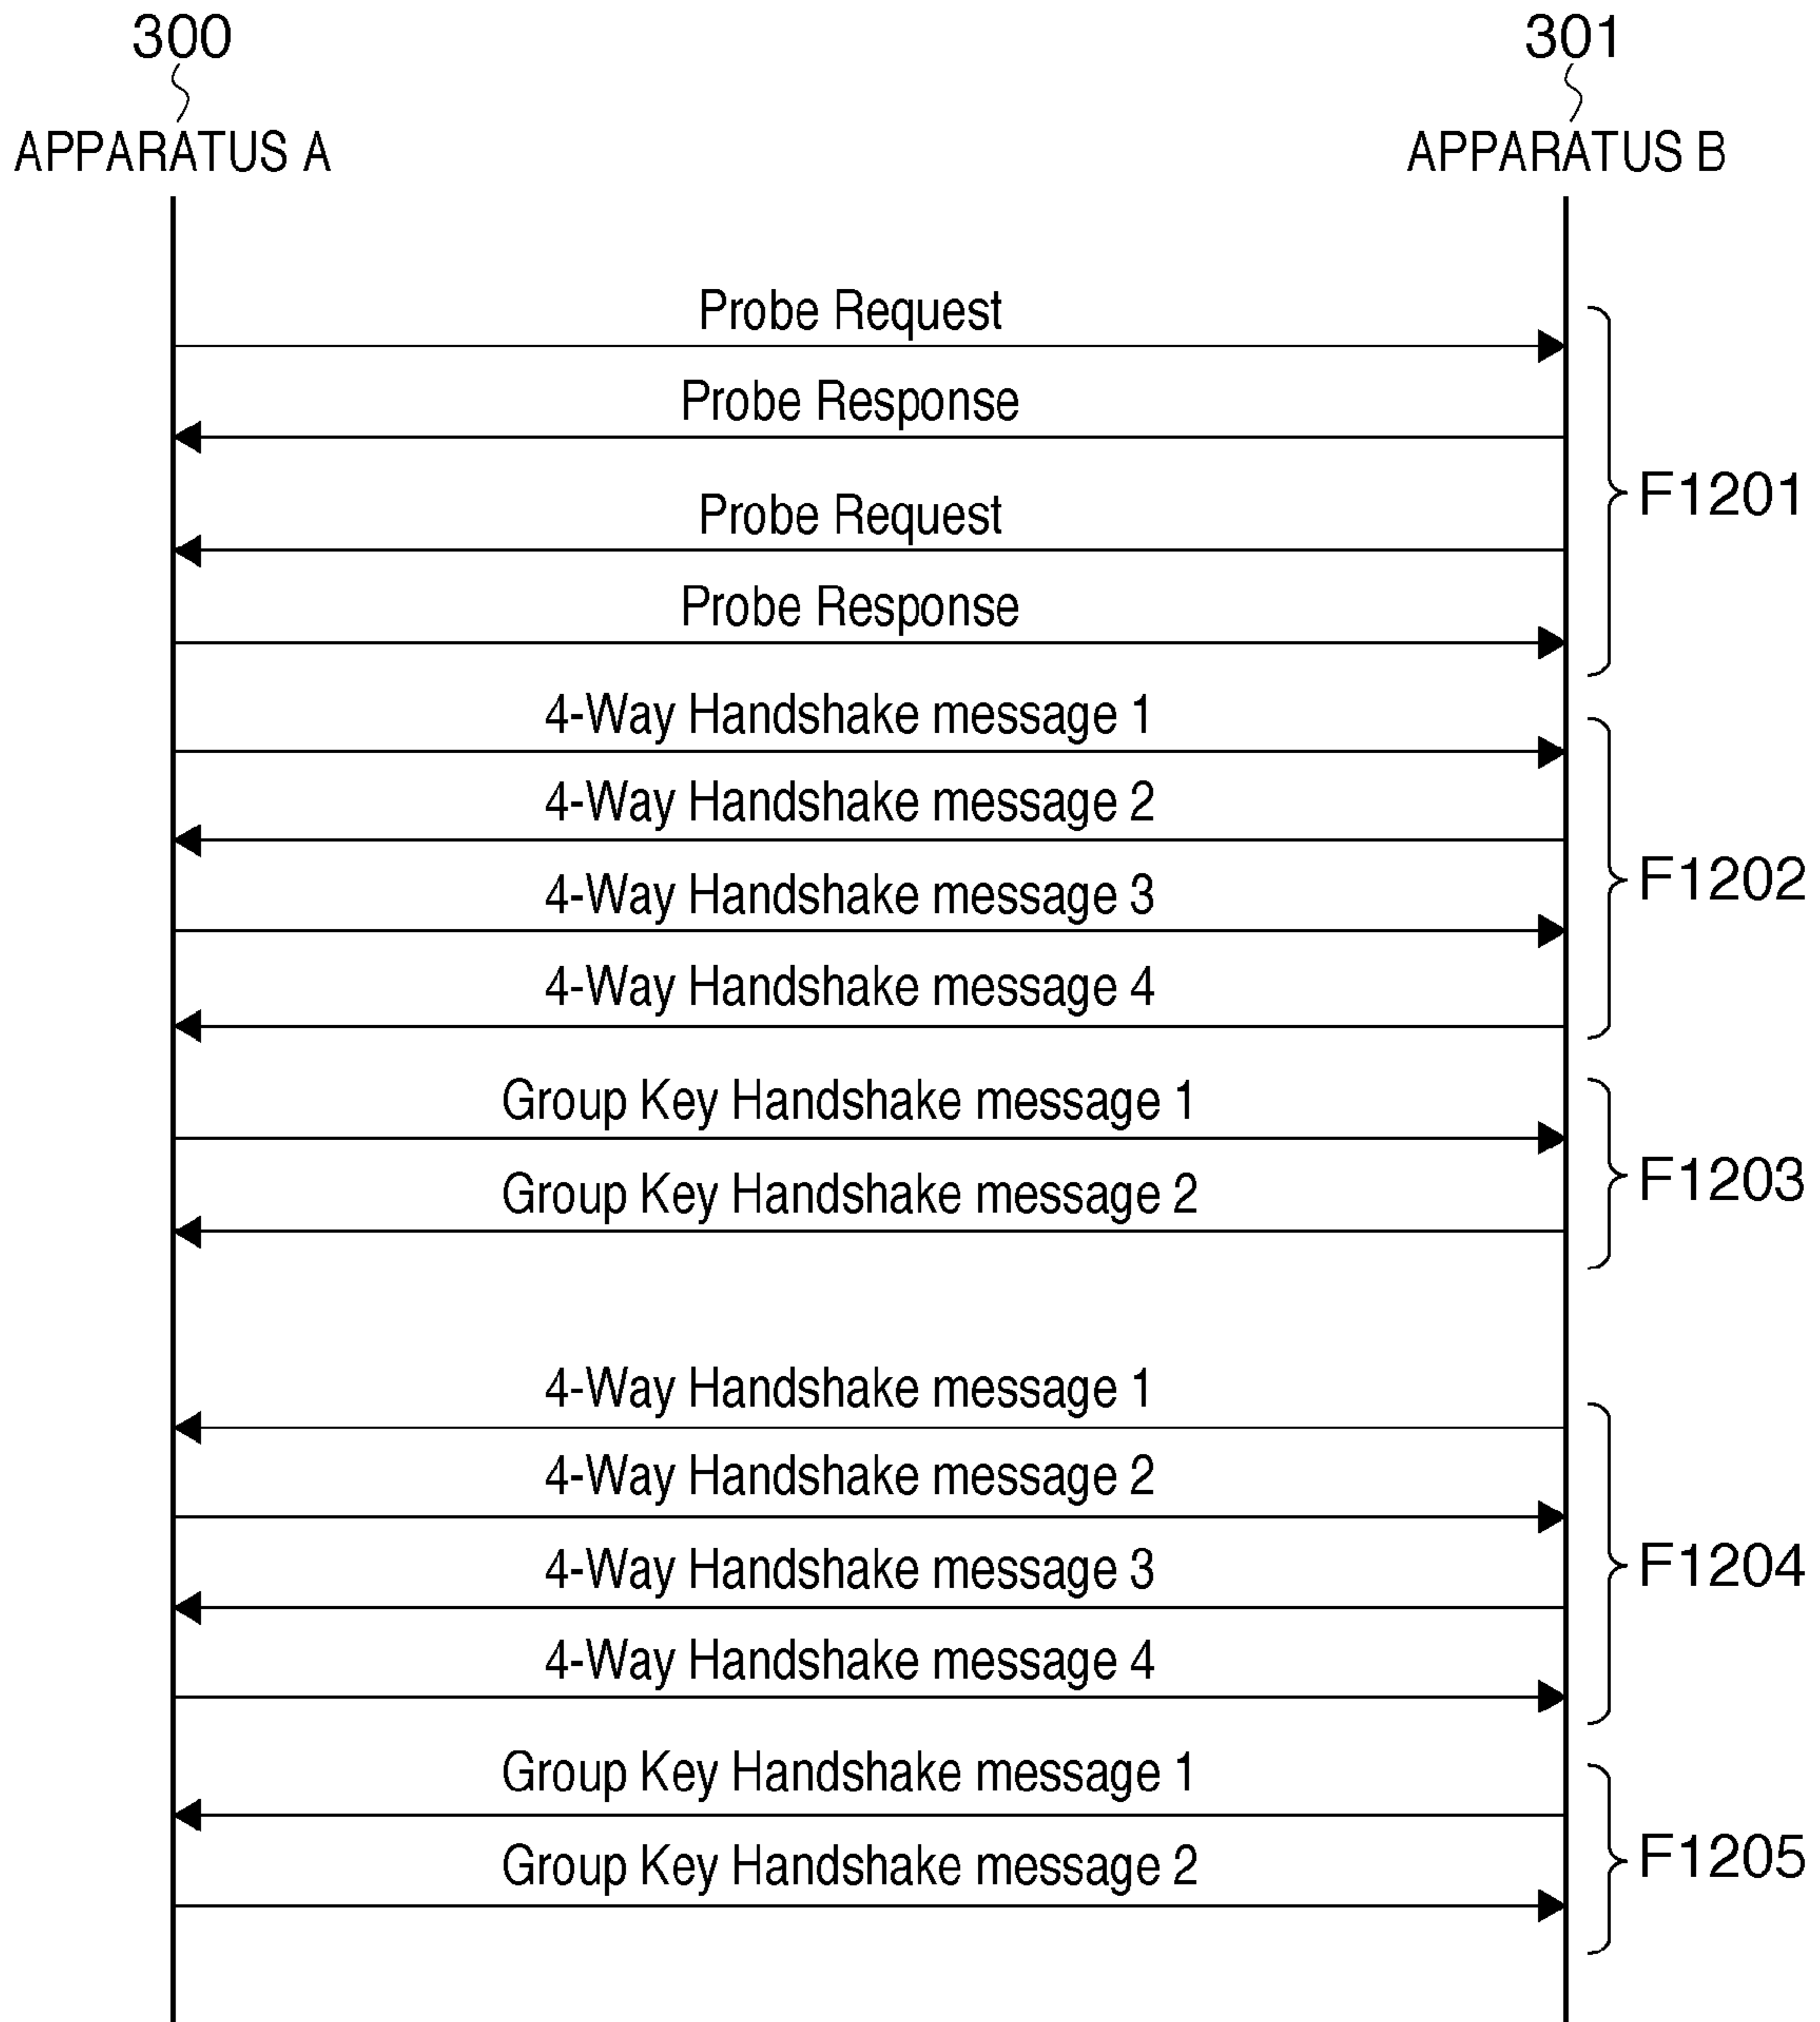 300
301
APPARATUS A
APPARATUS B
Probe Request
Probe Response
F1201
Probe Request
Probe Response
4-Way Handshake message 1
4-Way Handshake message 2
F1202
4-Way Handshake message 3
4-Way Handshake message 4
Group Key Handshake message 1
F1203
Group Key Handshake message 2
4-Way Handshake message 1
4-Way Handshake message 2
F1204
4-Way Handshake message 3
4-Way Handshake message 4
Group Key Handshake message 1
F1205
Group Key Handshake message 2